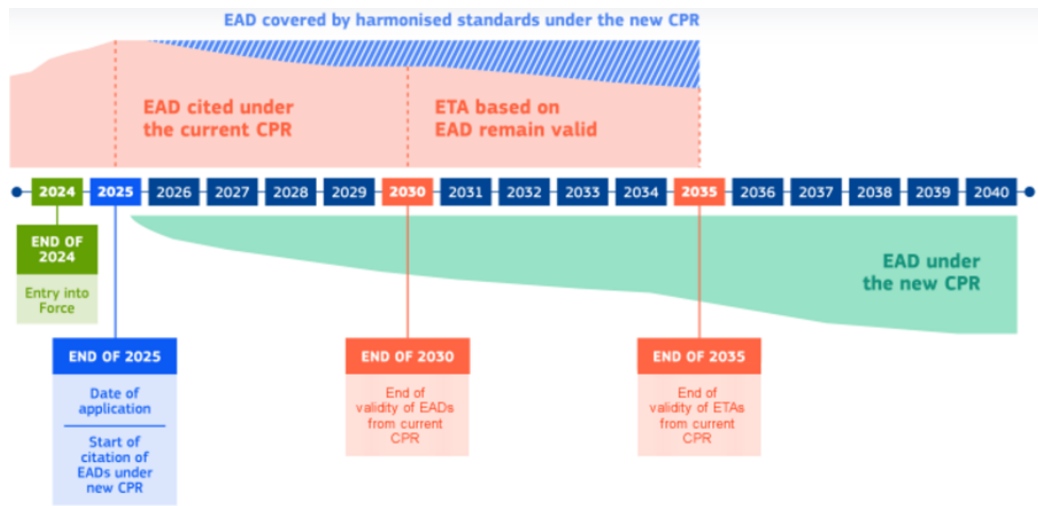 EAD covered by harmonised standards under the new CPR
EAD cited under
the current CPR
ETA based on
EAD remain valid
2024 2025 2026 2027 2028 2029 2030 2031 2032 2033 2034 2035 2036 2037 2038 2039 2040
END OF
2024
Entry into
Force
EAD under
the new CPR
END OF 2025
Date of
application
Start of
citation of
EADs under
new CPR
END OF 2030
End of
validity of EADs
from current
CPR
END OF 2035
End of
validity of ETAs
from current
CPR